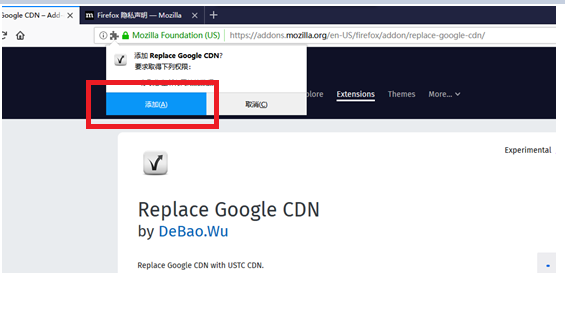 Google CDN – Add-
Firefox 隐私声明 — Mozilla
Mozilla Foundation (US)
https://addons.mozilla.org/en-US/firefox/addon/replace-google-cdn/
添加 Replace Google CDN?
要求取得下列权限:
添加(A)
取消(C)
plore
Extensions
Themes
More...
Experimental
Replace Google CDN
by DeBao.Wu
Replace Google CDN with USTC CDN.